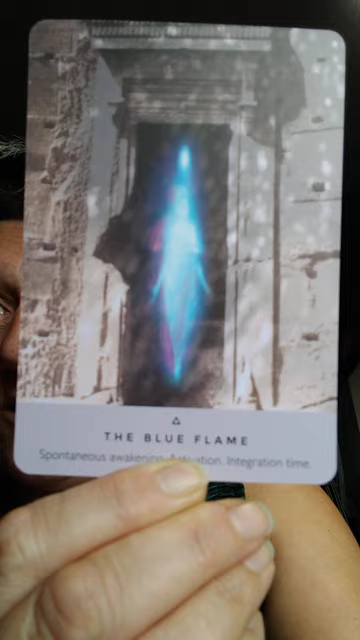 THE BLUE FLAME
Spontaneous awakening. Activation. Integration time.